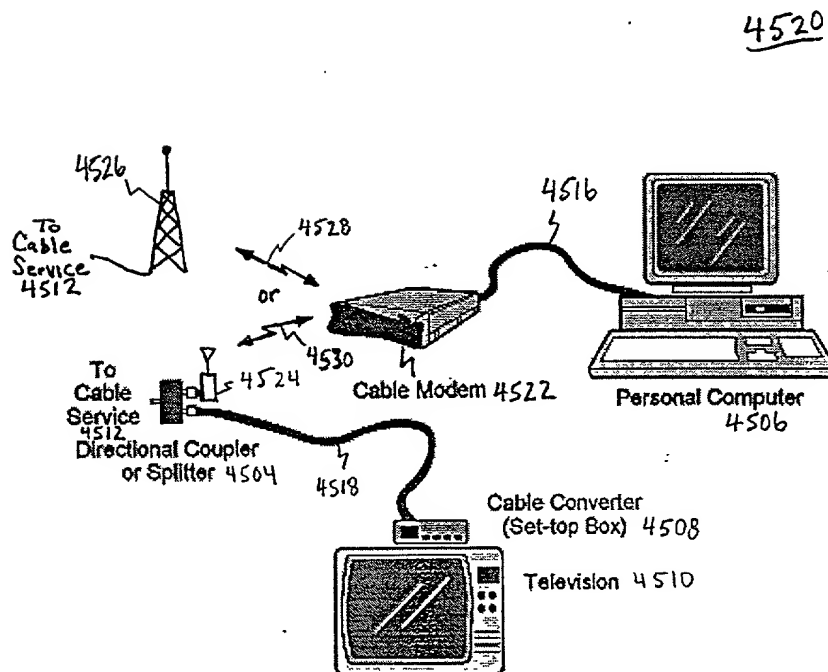 4520
4526
4516
To
Cable
Service
4512
4528
or
4530
4524
To
Cable
Service
4512
Cable Modem 4522
Personal Computer
4506
Directional Coupler
or Splitter 4504
4518
Cable Converter
(Set-top Box) 4508
Television 4510